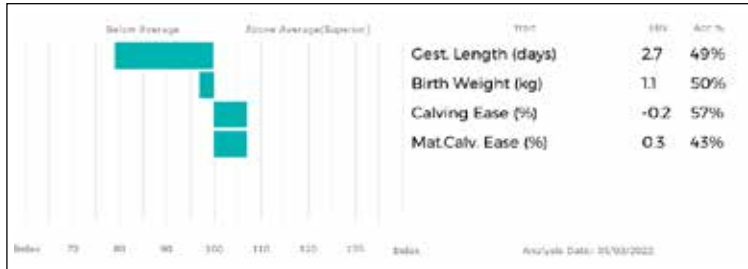 Below Average Above Average(Superior) Trait EBV Acc %
Gest. Length (days) 2.7 49%
Birth Weight (kg) 1.1 50%
Calving Ease (%) -0.2 57%
Mat.Calv. Ease (%) 0.3 43%
Index 70 80 90 100 110 120 130 Index Analysis Date: